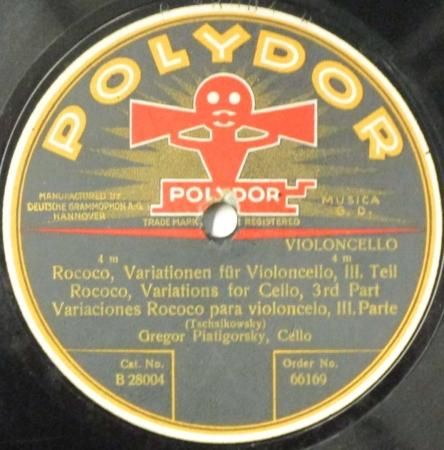 POLYDOR
POLYDOR
MANUFACTURED BY
DEUTSCHE GRAMMOPHON A.-G.
HANNOVER
MUSICA
G. D.
TRADE MARK REGISTERED
VIOLONCELLO
4 m 4 m
Rococo, Variationen für Violoncello, III. Teil
Rococo, Variations for Cello, 3rd Part
Variaciones Rococo para violoncelo, III. Parte
(Tschaikowsky)
Gregor Piatigorsky, Cello
Cat. No.
B 28004
Order No.
66169